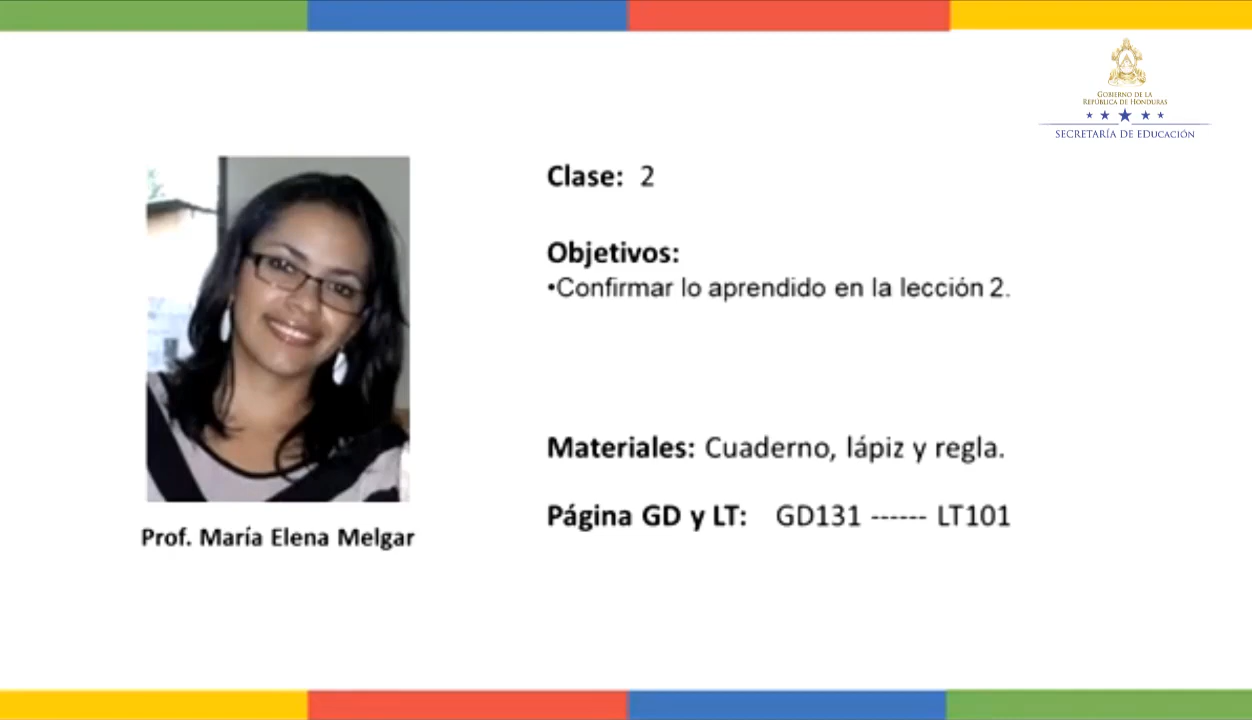 GOBIERNO DE LA
REPÚBLICA DE HONDURAS
SECRETARÍA DE EDUCACIÓN
Clase: 2
Objetivos:
•Confirmar lo aprendido en la lección 2.
Materiales: Cuaderno, lápiz y regla.
Página GD y LT: GD131 ------ LT101
Prof. María Elena Melgar